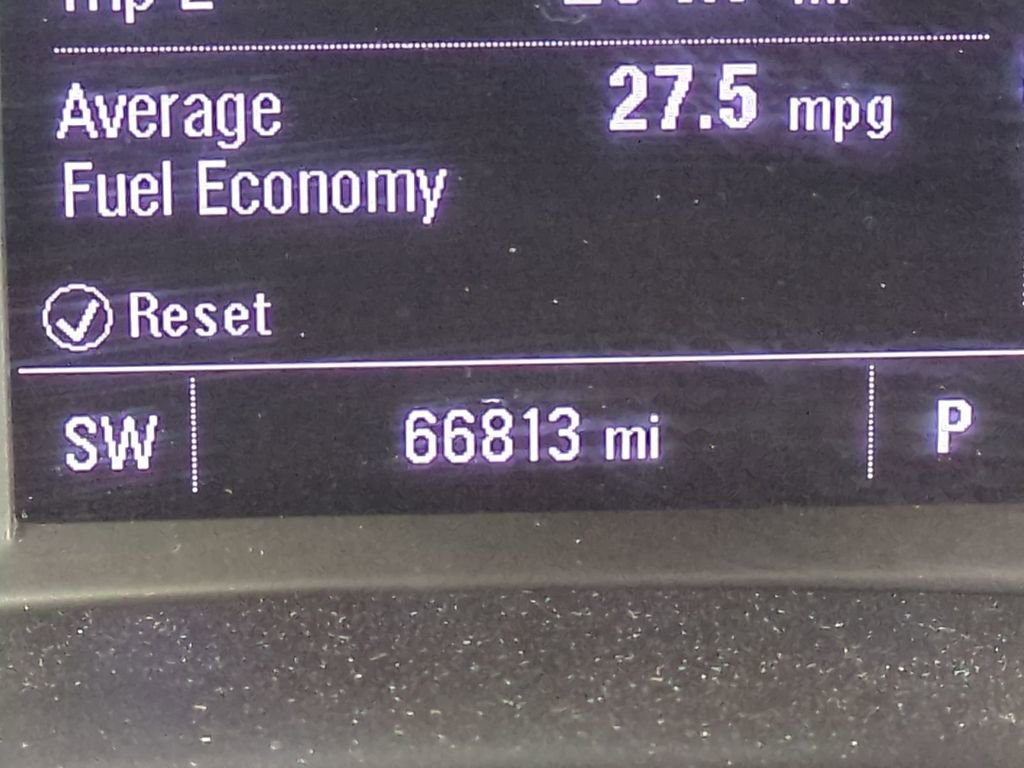 Average 27.5 mpg
Fuel Economy
Reset
SW 66813 mi P